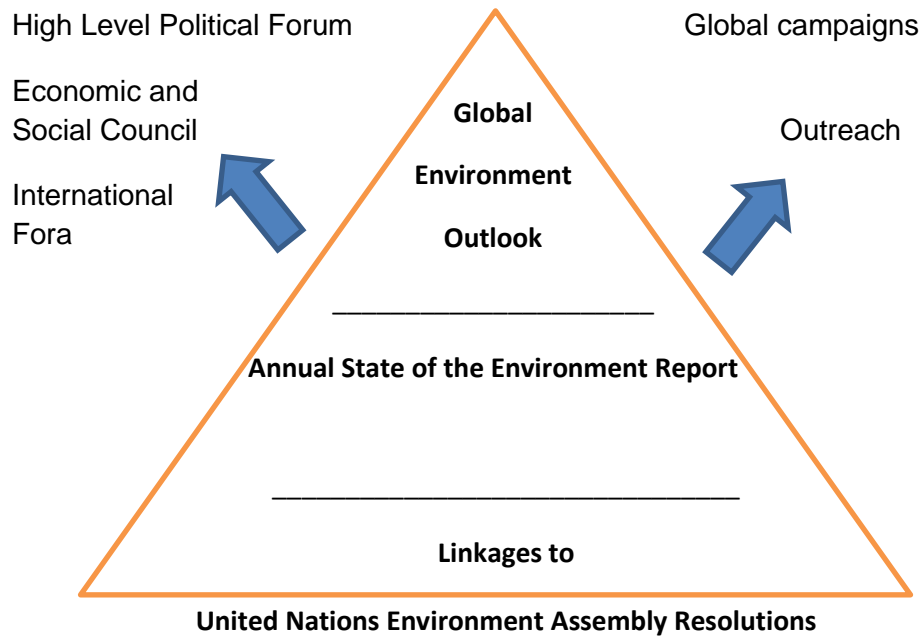 High Level Political Forum
Economic and
Social Council
International
Fora
Global campaigns
Outreach
Global
Environment
Outlook
Annual State of the Environment Report
Linkages to
United Nations Environment Assembly Resolutions